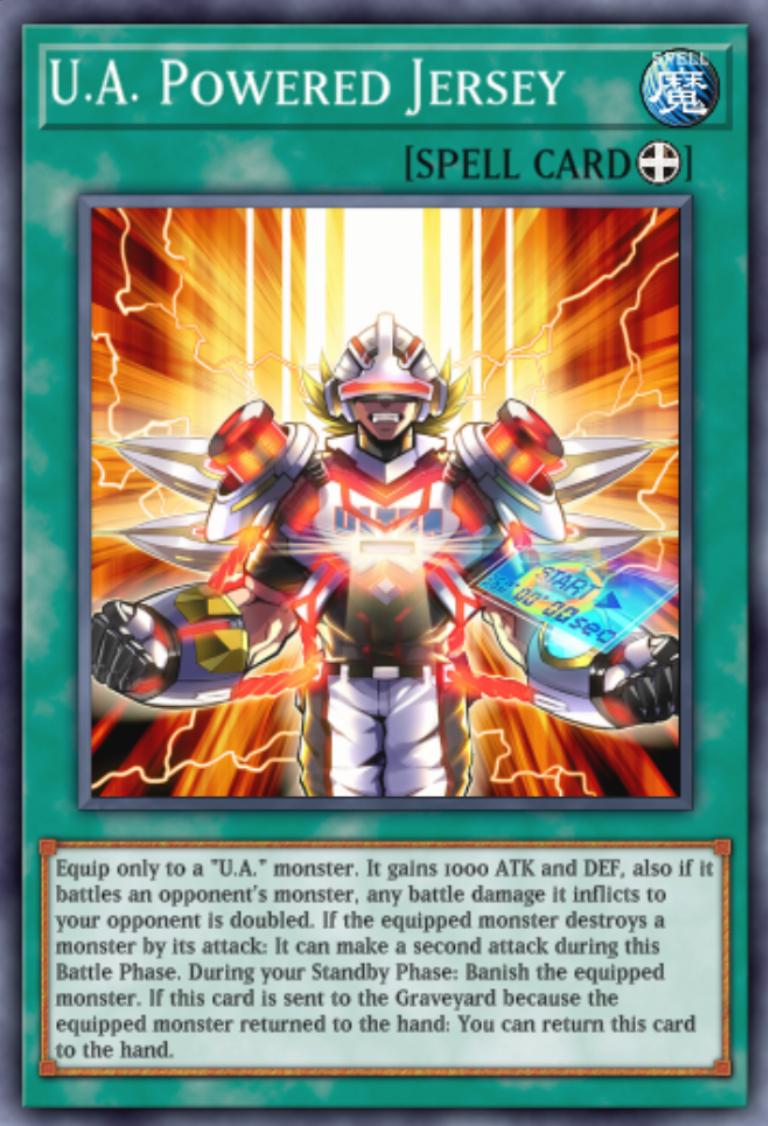 U.A. Powered Jersey
SPELL
魔
[SPELL CARD]
ULTRA
START
00"00sec
Equip only to a "U.A." monster. It gains 1000 ATK and DEF, also if it
battles an opponent's monster, any battle damage it inflicts to
your opponent is doubled. If the equipped monster destroys a
monster by its attack: It can make a second attack during this
Battle Phase. During your Standby Phase: Banish the equipped
monster. If this card is sent to the Graveyard because the
equipped monster returned to the hand: You can return this card
to the hand.